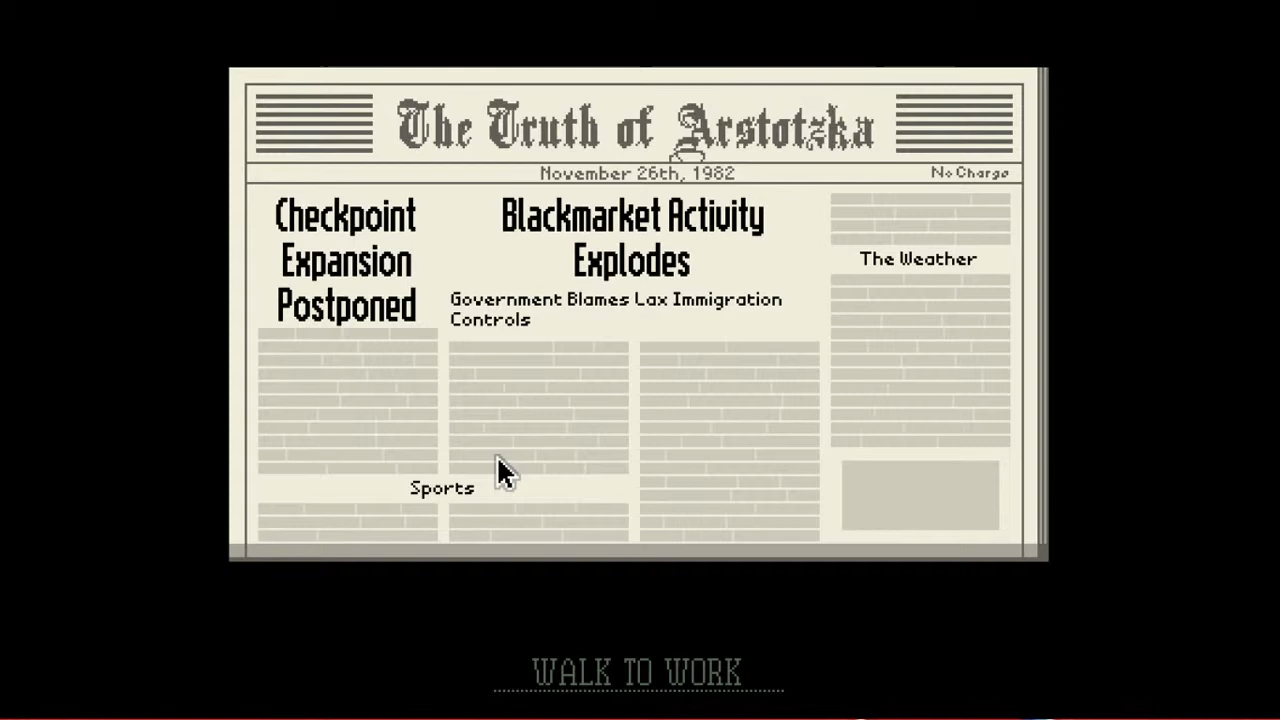 The Truth of Arstotzka
November 26th, 1982
No Charge
Checkpoint
Expansion
Postponed
Blackmarket Activity
Explodes
Government Blames Lax Immigration
Controls
The Weather
Sports
WALK TO WORK